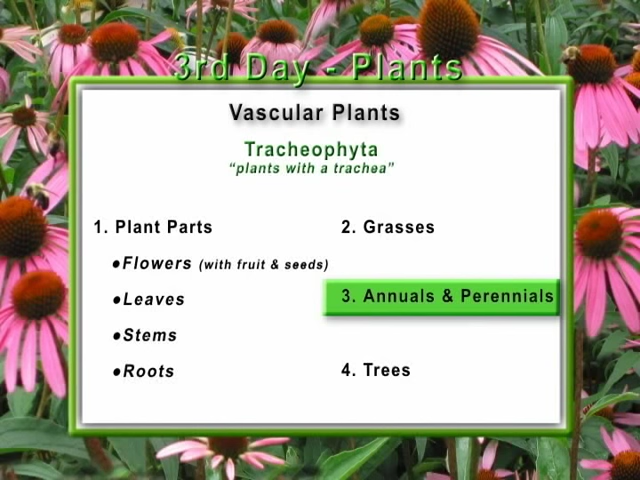 3rd Day - Plants
Vascular Plants
Tracheophyta
“plants with a trachea”
1. Plant Parts
•Flowers (with fruit & seeds)
•Leaves
•Stems
•Roots
2. Grasses
3. Annuals & Perennials
4. Trees